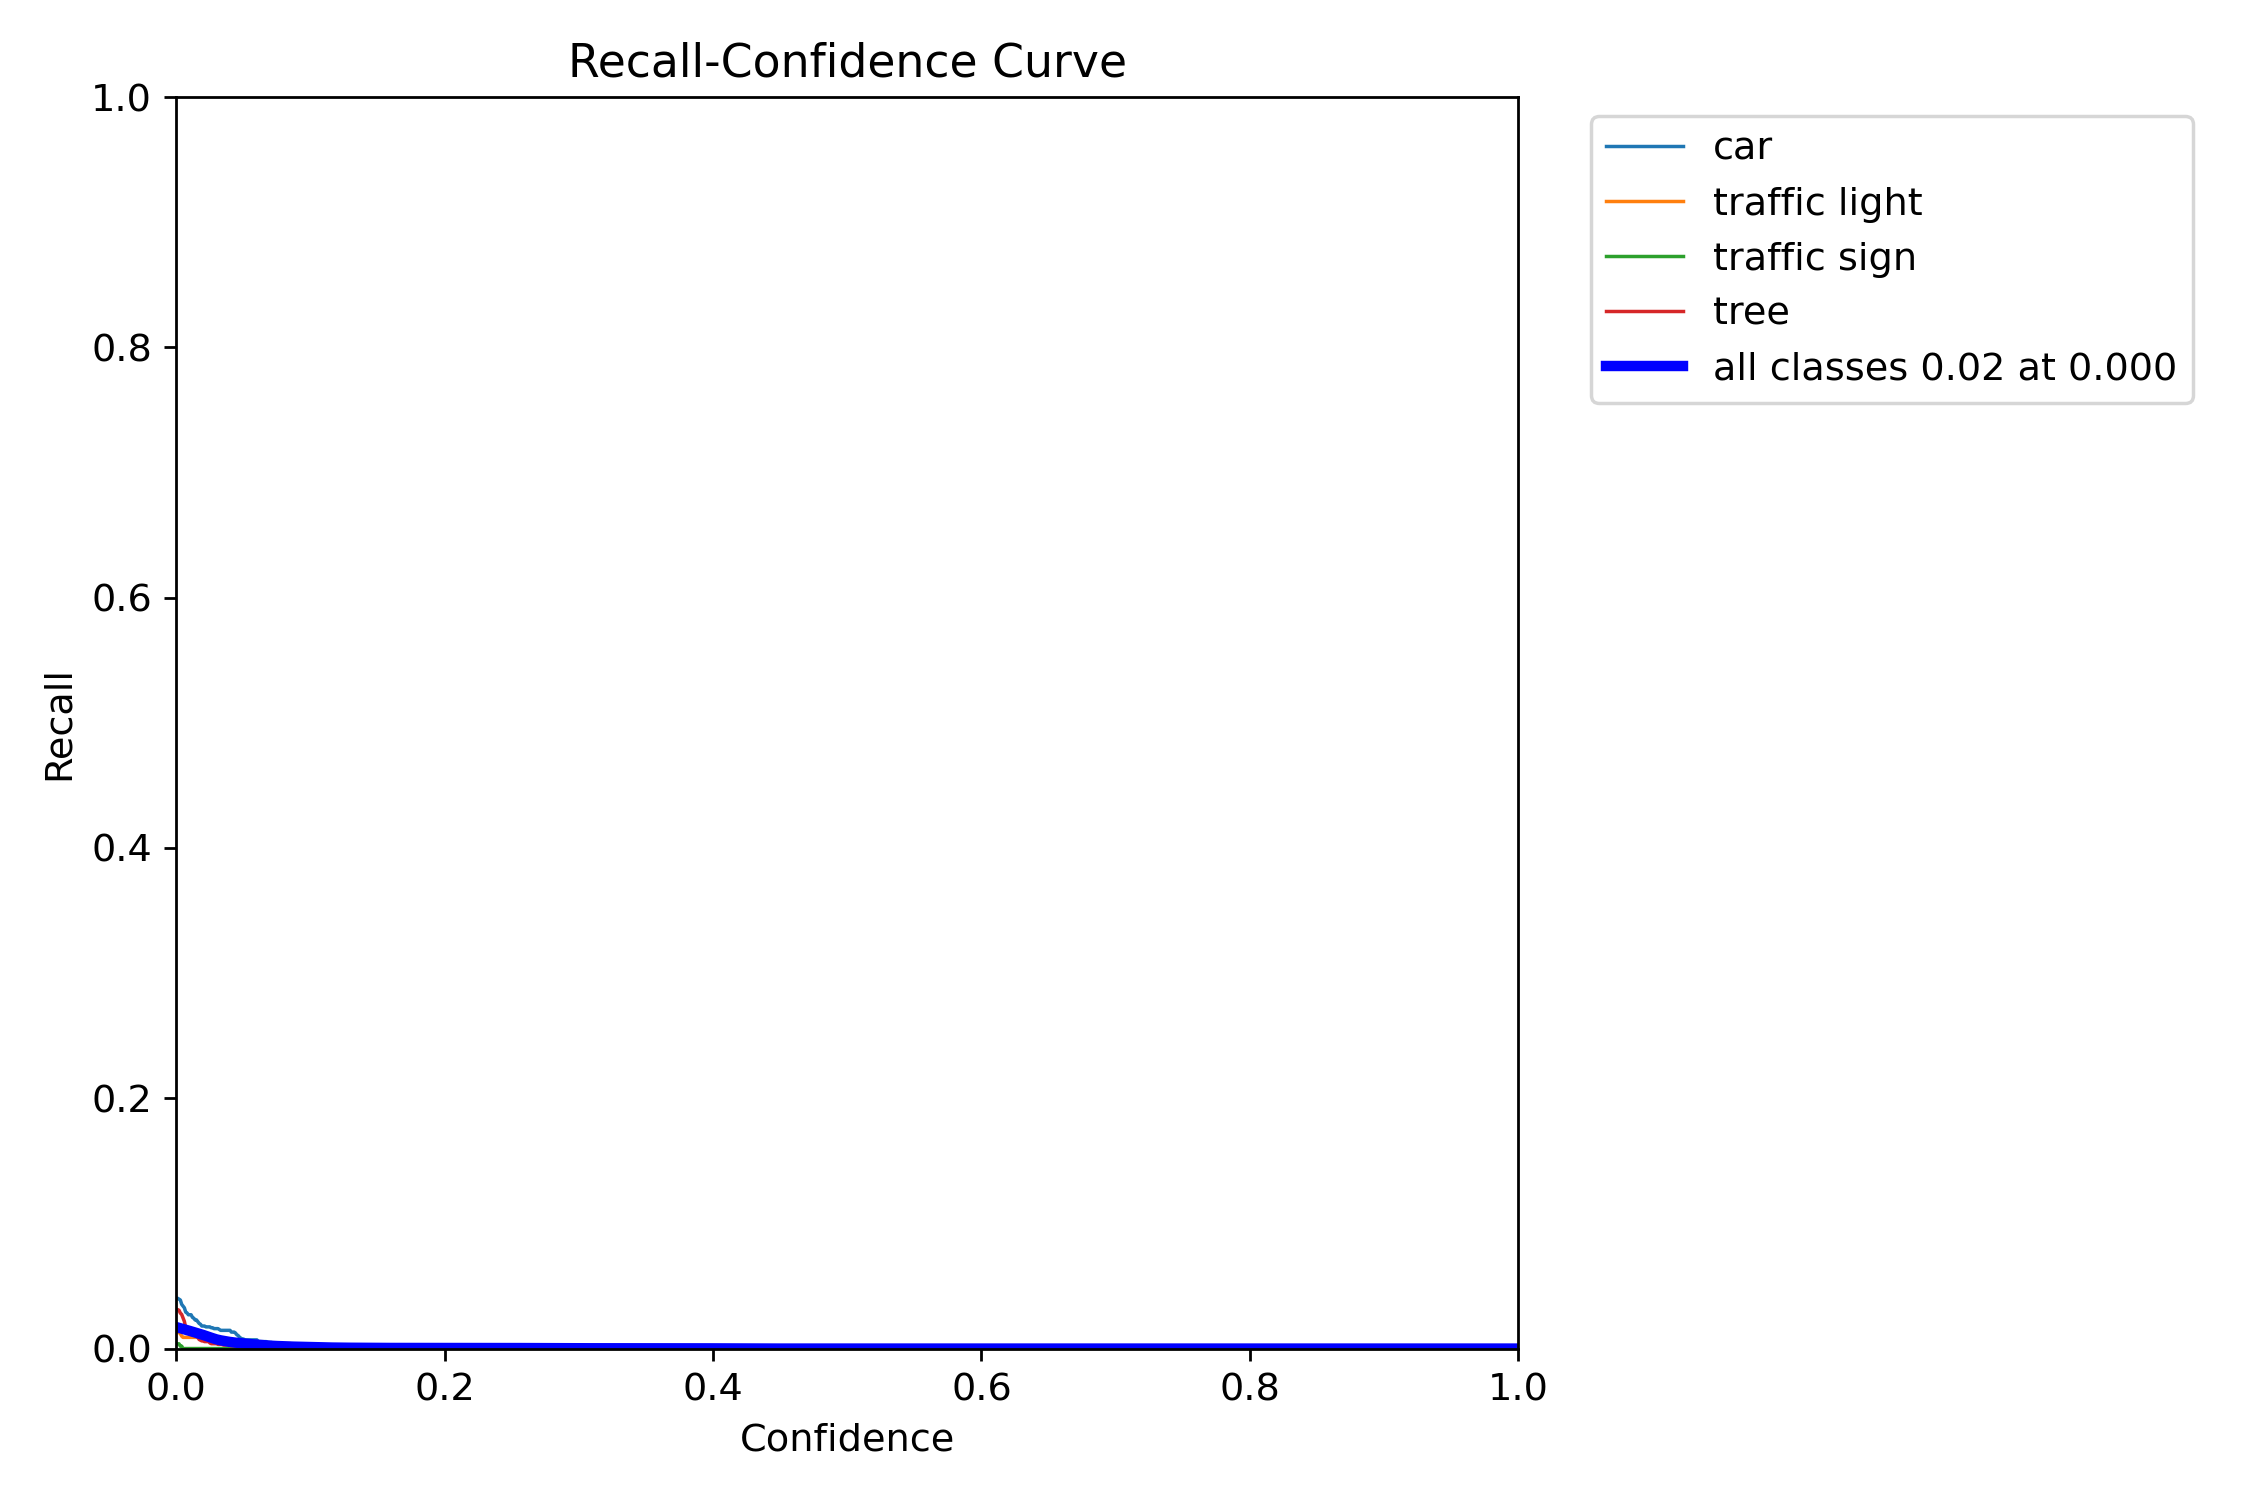 Recall-Confidence Curve
1.0
0.8
0.6
0.4
0.2
0.0
Recall
0.0 0.2 0.4 0.6 0.8 1.0
Confidence
car
traffic light
traffic sign
tree
all classes 0.02 at 0.000